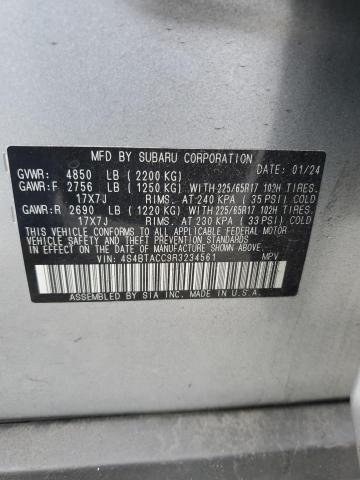 MFD BY SUBARU CORPORATION
GVWR: 4850 LB (2200 KG) DATE: 01/24
GAWR:F 2756 LB (1250 KG) WITH 225/65R17 102H TIRES.
17X7J RIMS. AT 240 KPA (35 PSI) COLD
GAWR:R 2690 LB (1220 KG) WITH 225/65R17 102H TIRES.
17X7J RIMS. AT 230 KPA (33 PSI) COLD
THIS VEHICLE CONFORMS TO ALL APPLICABLE FEDERAL MOTOR
VEHICLE SAFETY, BUMPER, AND THEFT PREVENTION STANDARDS
IN EFFECT ON THE DATE OF MANUFACTURE SHOWN ABOVE.
VIN: 4S4BTACC9R3234561 MPV
ASSEMBLED BY SIA INC. MADE IN U.S.A.